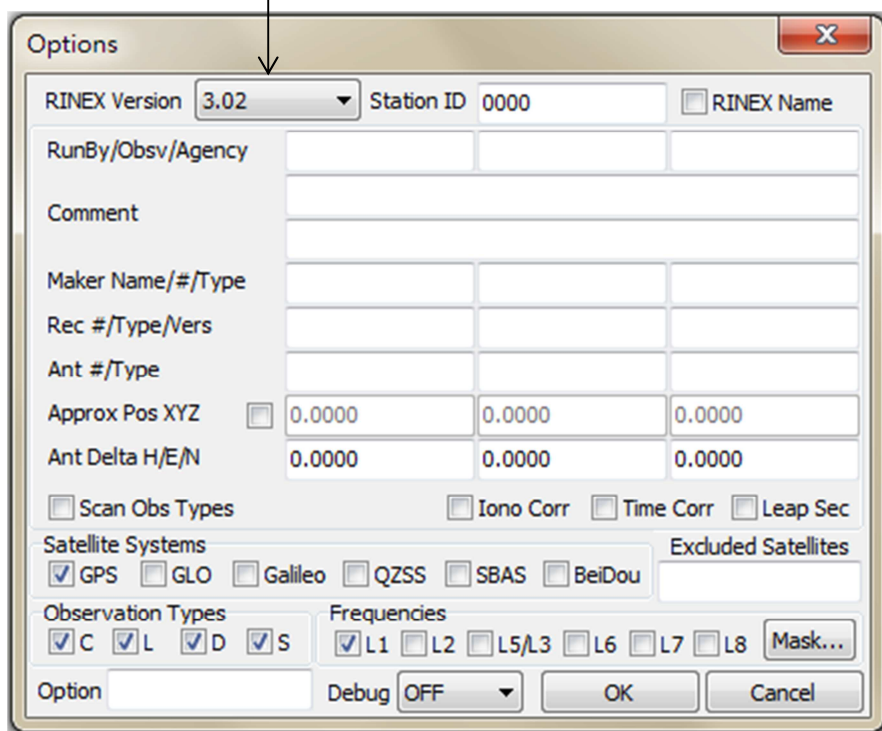 Options
RINEX Version 3.02 Station ID 0000 RINEX Name
RunBy/Obsv/Agency
Comment
Maker Name/#/Type
Rec #/Type/Vers
Ant #/Type
Approx Pos XYZ 0.0000 0.0000 0.0000
Ant Delta H/E/N 0.0000 0.0000 0.0000
Scan Obs Types Iono Corr Time Corr Leap Sec
Satellite Systems Excluded Satellites
GPS GLO Galileo QZSS SBAS BeiDou
Observation Types Frequencies
C L D S L1 L2 L5/L3 L6 L7 L8 Mask...
Option Debug OFF OK Cancel